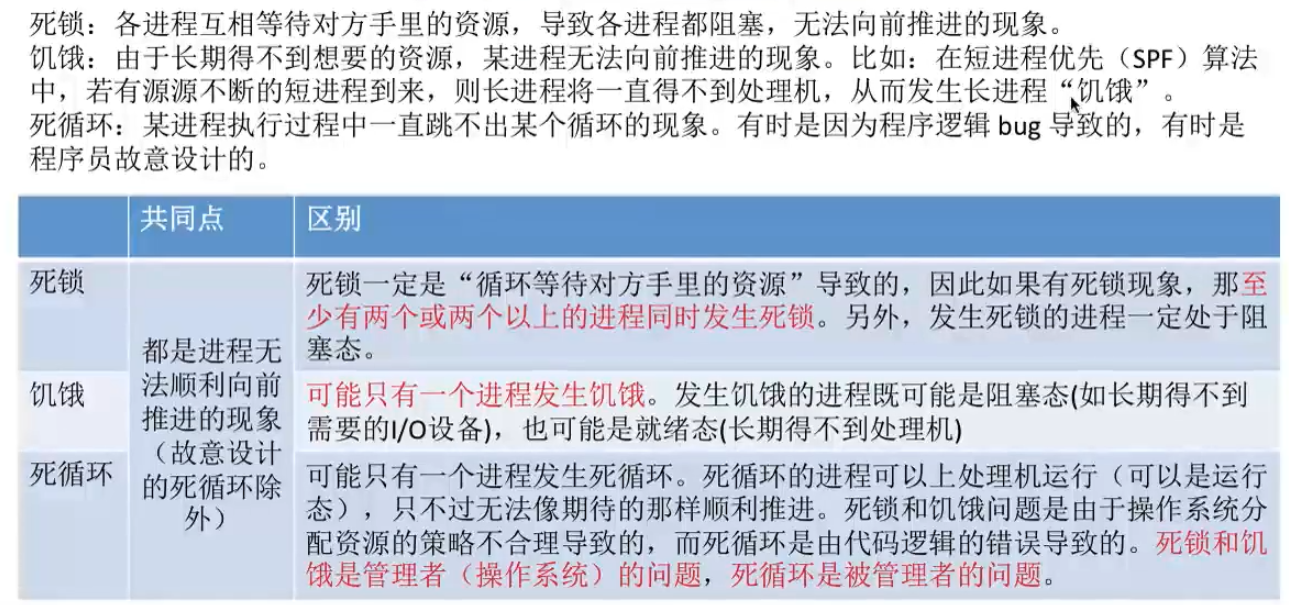 死锁：各进程互相等待对方手里的资源，导致各进程都阻塞，无法向前推进的现象。
饥饿：由于长期得不到想要的资源，某进程无法向前推进的现象。比如：在短进程优先（SPF）算法
中，若有源源不断的短进程到来，则长进程将一直得不到处理机，从而发生长进程“饥饿”。
死循环：某进程执行过程中一直跳不出某个循环的现象。有时是因为程序逻辑 bug 导致的，有时是
程序员故意设计的。
共同点
区别
死锁
都是进程无
法顺利向前
推进的现象
（故意设计
的死循环除
外）
死锁一定是“循环等待对方手里的资源”导致的，因此如果有死锁现象，那至
少有两个或两个以上的进程同时发生死锁。另外，发生死锁的进程一定处于阻
塞态。
饥饿
可能只有一个进程发生饥饿。发生饥饿的进程既可能是阻塞态(如长期得不到
需要的I/O设备)，也可能是就绪态(长期得不到处理机)
死循环
可能只有一个进程发生死循环。死循环的进程可以上处理机运行（可以是运行
态），只不过无法像期待的那样顺利推进。死锁和饥饿问题是由于操作系统分
配资源的策略不合理导致的，而死循环是由代码逻辑的错误导致的。死锁和饥
饿是管理者（操作系统）的问题，死循环是被管理者的问题。